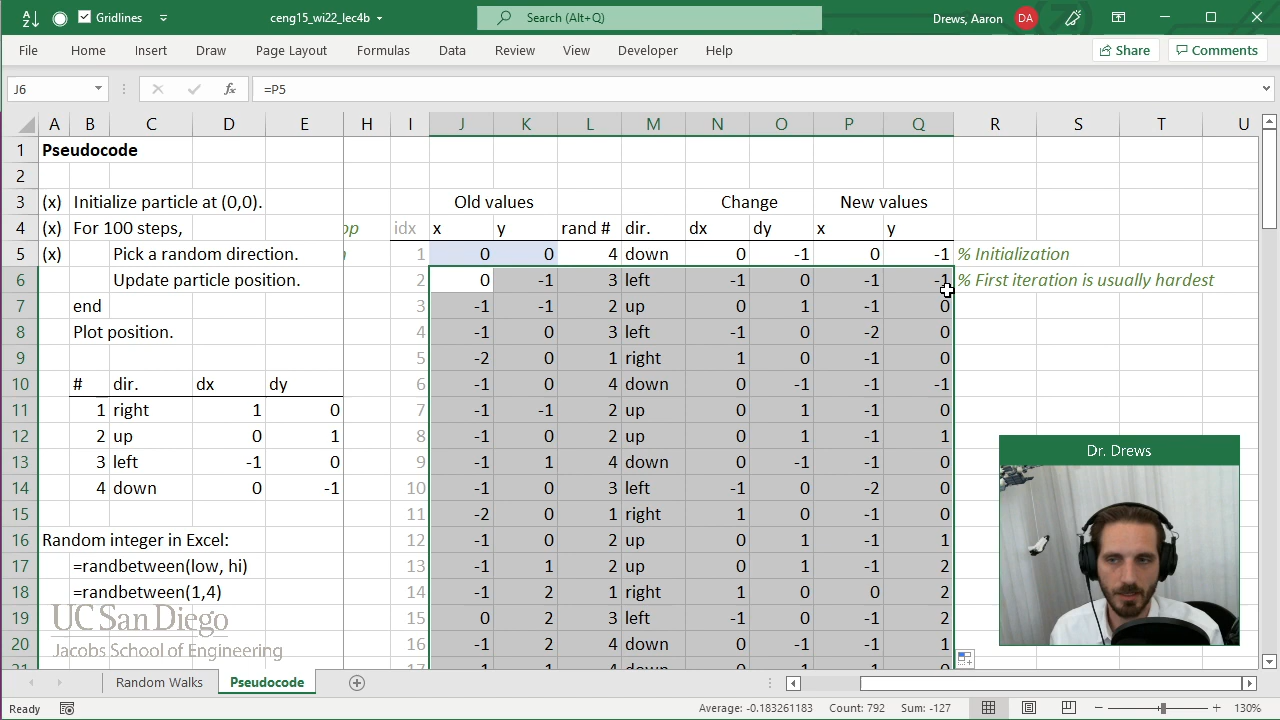 Gridlines ceng15_wi22_lec4b Search (Alt+Q) Drews, Aaron DA
File Home Insert Draw Page Layout Formulas Data Review View Developer Help Share Comments
J6 fx =P5
A B C D E H I J K L M N O P Q R S T U
1 Pseudocode
2
3 (x) Initialize particle at (0,0). Old values Change New values
4 (x) For 100 steps, op idx x y rand # dir. dx dy x y
5 (x) Pick a random direction. 1 0 0 4 down 0 -1 0 -1 % Initialization
6 Update particle position. 2 0 -1 3 left -1 0 -1 -1 % First iteration is usually hardest
7 end 3 -1 -1 2 up 0 1 -1 0
8 Plot position. 4 -1 0 3 left -1 0 -2 0
9 5 -2 0 1 right 1 0 -1 0
10 # dir. dx dy 6 -1 0 4 down 0 -1 -1 -1
11 1 right 1 0 7 -1 -1 2 up 0 1 -1 0
12 2 up 0 1 8 -1 0 2 up 0 1 -1 1
13 3 left -1 0 9 -1 1 4 down 0 -1 -1 0
14 4 down 0 -1 10 -1 0 3 left -1 0 -2 0
15 11 -2 0 1 right 1 0 -1 0
16 Random integer in Excel: 12 -1 0 2 up 0 1 -1 1
17 =randbetween(low, hi) 13 -1 1 2 up 0 1 -1 2
18 =randbetween(1,4) 14 -1 2 1 right 1 0 0 2
19 15 0 2 3 left -1 0 -1 2
20 16 -1 2 4 down 0 -1 -1 1
UC San Diego
Jacobs School of Engineering
Dr. Drews
Random Walks Pseudocode
Ready Average: -0.183261183 Count: 792 Sum: -127 130%